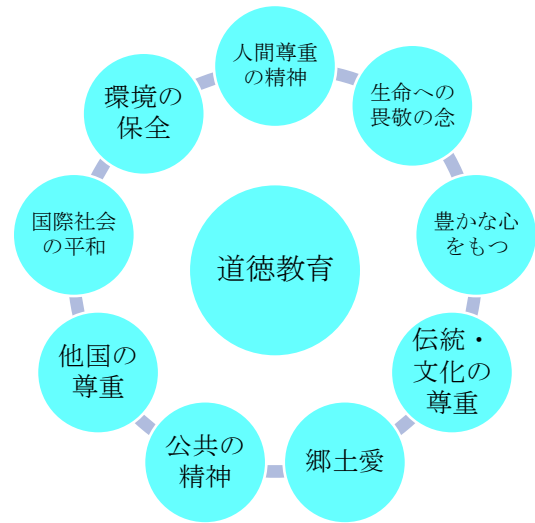 人間尊重
の精神
生命への
畏敬の念
豊かな心
をもつ
伝統・
文化の
尊重
郷土愛
公共の
精神
他国の
尊重
国際社会
の平和
環境の
保全
道徳教育